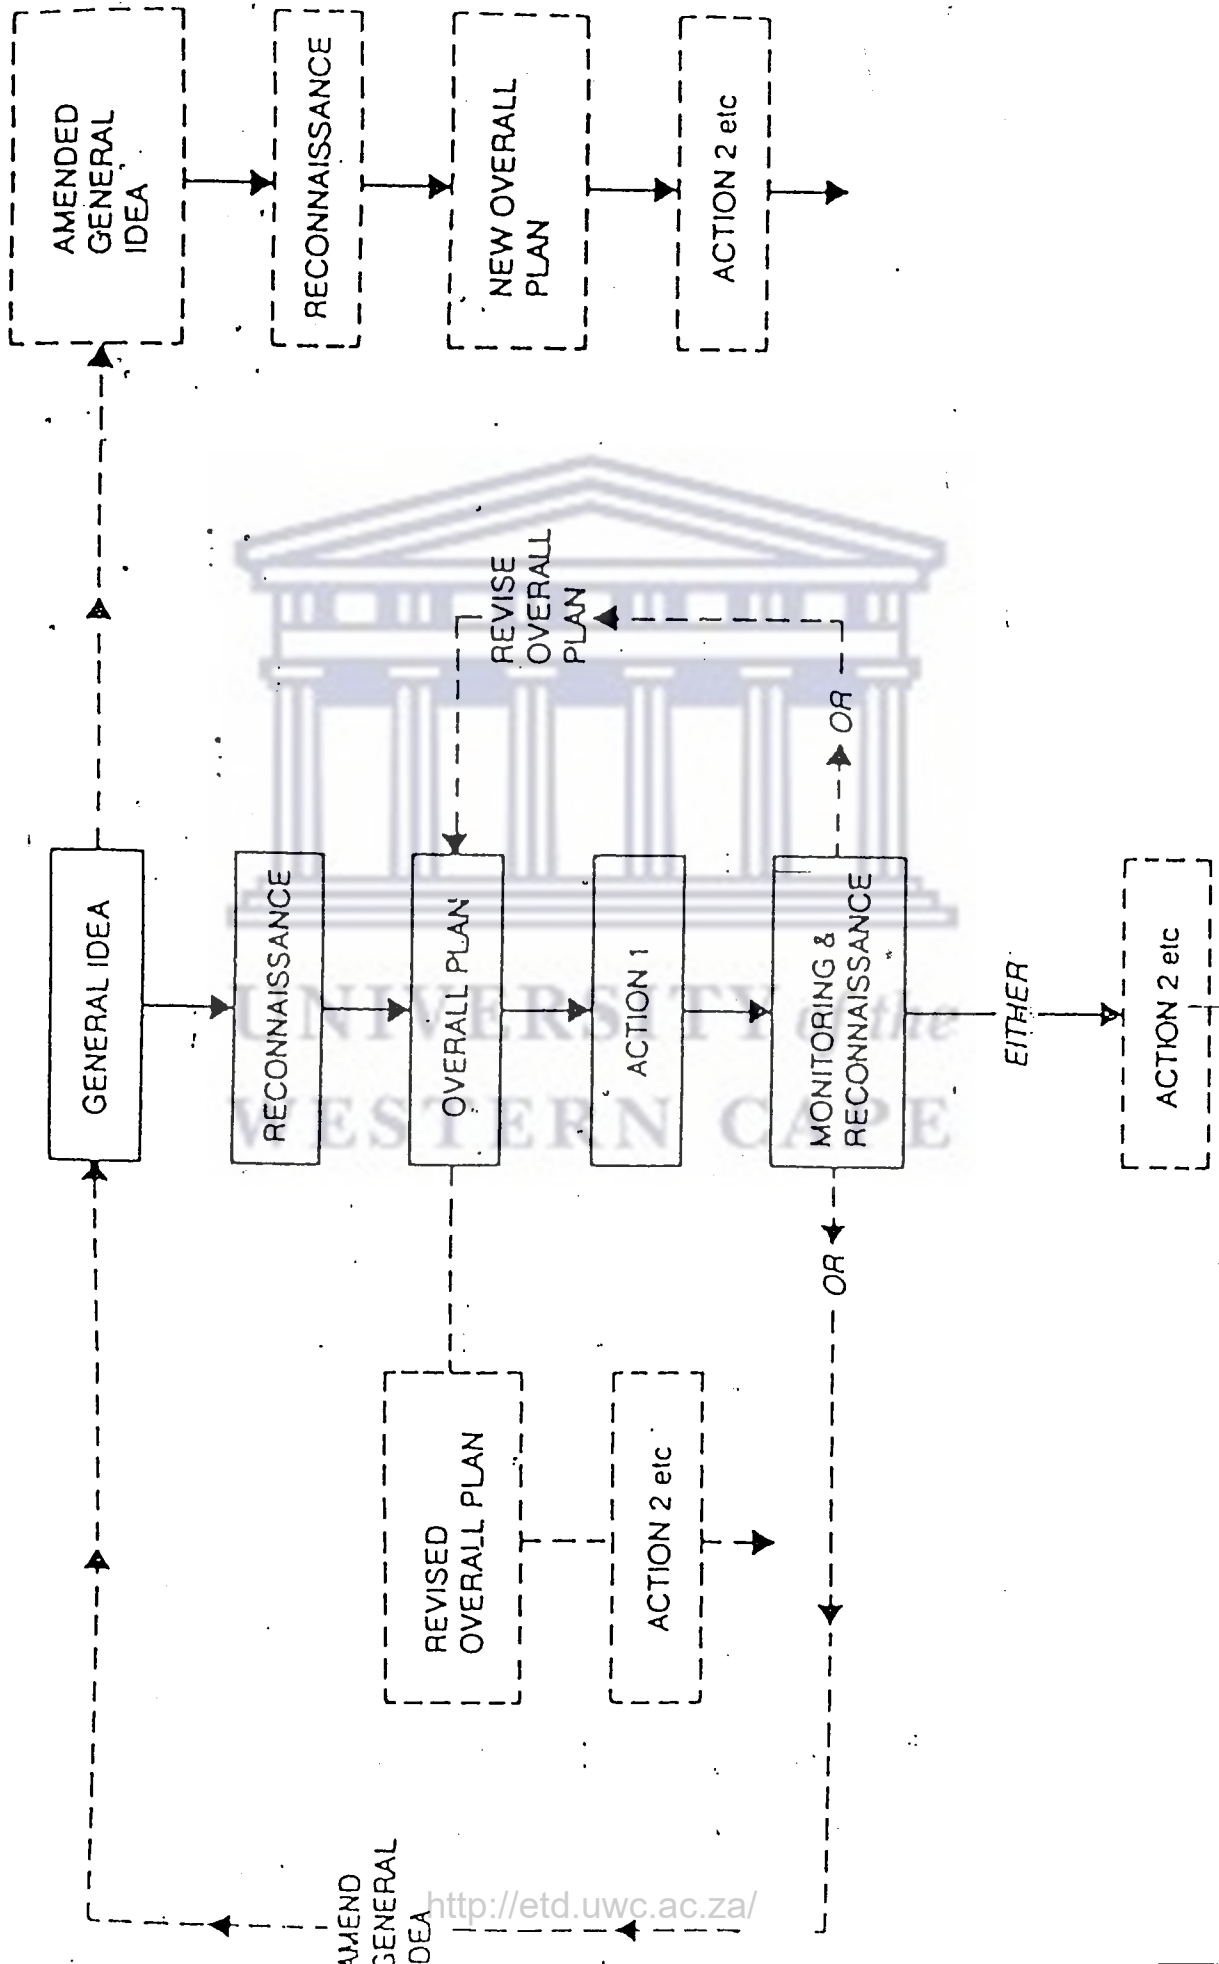 GENERAL IDEA
AMENDED
GENERAL
IDEA
RECONNAISSANCE
RECONNAISSANCE
AMEND
GENERAL
IDEA
REVISED
OVERALL PLAN
OVERALL PLAN
REVISE
OVERALL
PLAN
NEW OVERALL
PLAN
ACTION 2 etc
ACTION 1
ACTION 2 etc
OR
MONITORING &
RECONNAISSANCE
OR
EITHER
ACTION 2 etc
UNIVERSITY of the
WESTERN CAPE
http://etd.uwc.ac.za/